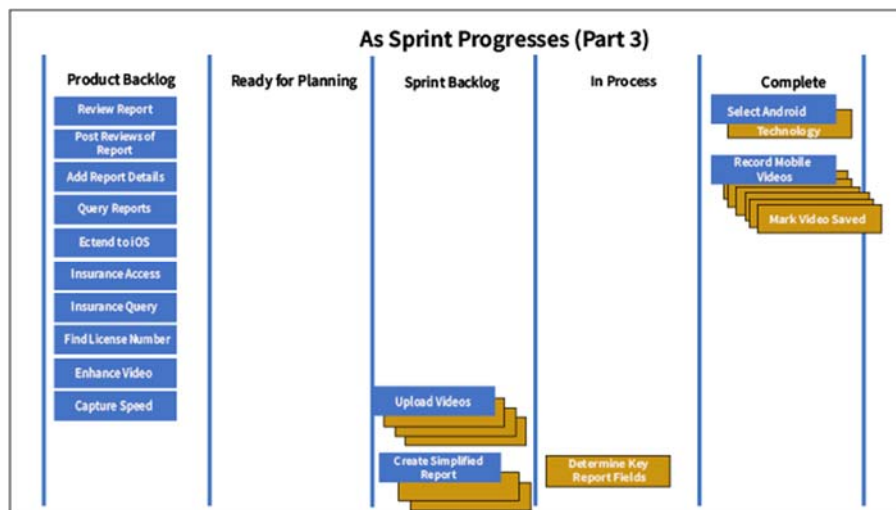 As Sprint Progresses (Part 3)
Product Backlog
Ready for Planning
Sprint Backlog
In Process
Complete
Review Report
Post Reviews of
Report
Add Report Details
Query Reports
Ectend to iOS
Insurance Access
Insurance Query
Find License Number
Enhance Video
Capture Speed
Upload Videos
Create Simplified
Report
Determine Key
Report Fields
Select Android
Technology
Record Mobile
Videos
Mark Video Saved